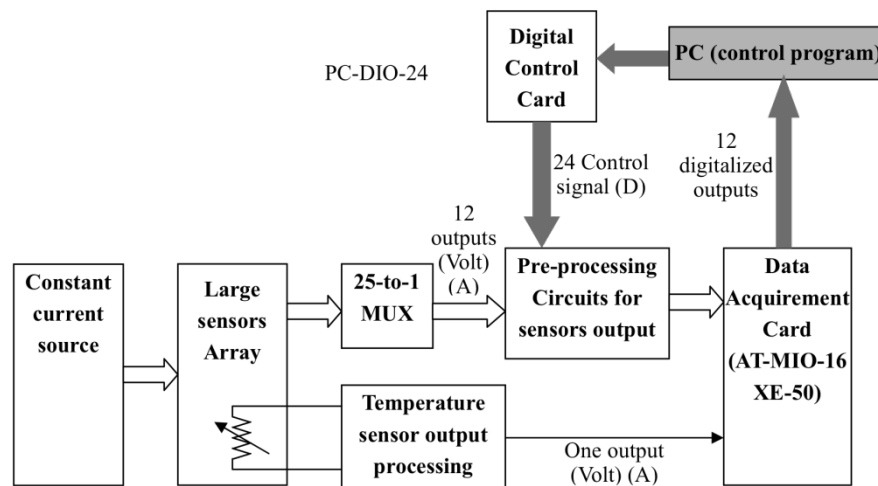 Digital
Control
Card
PC-DIO-24
PC (control program)
24 Control
signal (D)
12
digitalized
outputs
12
outputs
(Volt)
(A)
Constant
current
source
Large
sensors
Array
25-to-1
MUX
Pre-processing
Circuits for
sensors output
Data
Acquirement
Card
(AT-MIO-16
XE-50)
Temperature
sensor output
processing
One output
(Volt) (A)